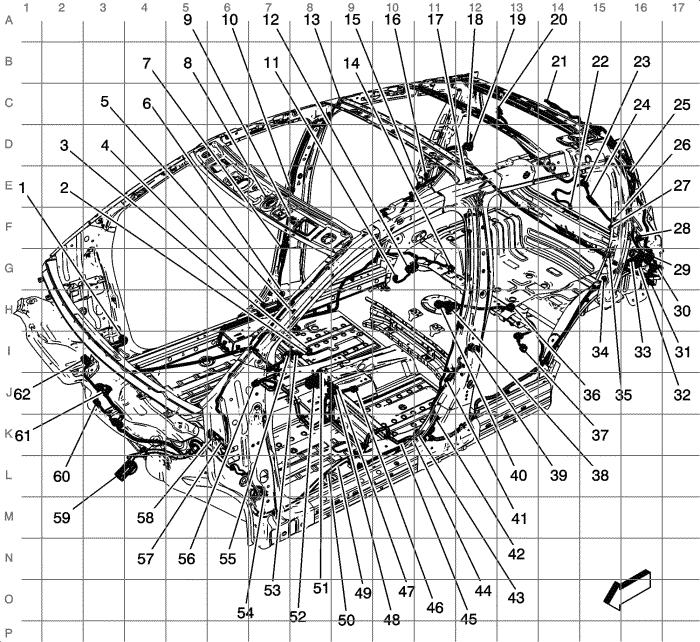 1 2 3 4 5 6 7 8 9 10 11 12 13 14 15 16 17
A
9 10 12 13 15 16 17 18 19 20
B
7 8 11 14 21 22 23
C
5 6 24 25
D
3 4 26
E
1 2 27
F
28
G
29
H
30
I
34 33 31
J
62 36 35 32
K
61 37
L
60 40 39 38
M
59 58 41
N
57 56 55 42
O
54 53 52 51 50 49 48 47 46 45 44 43
P